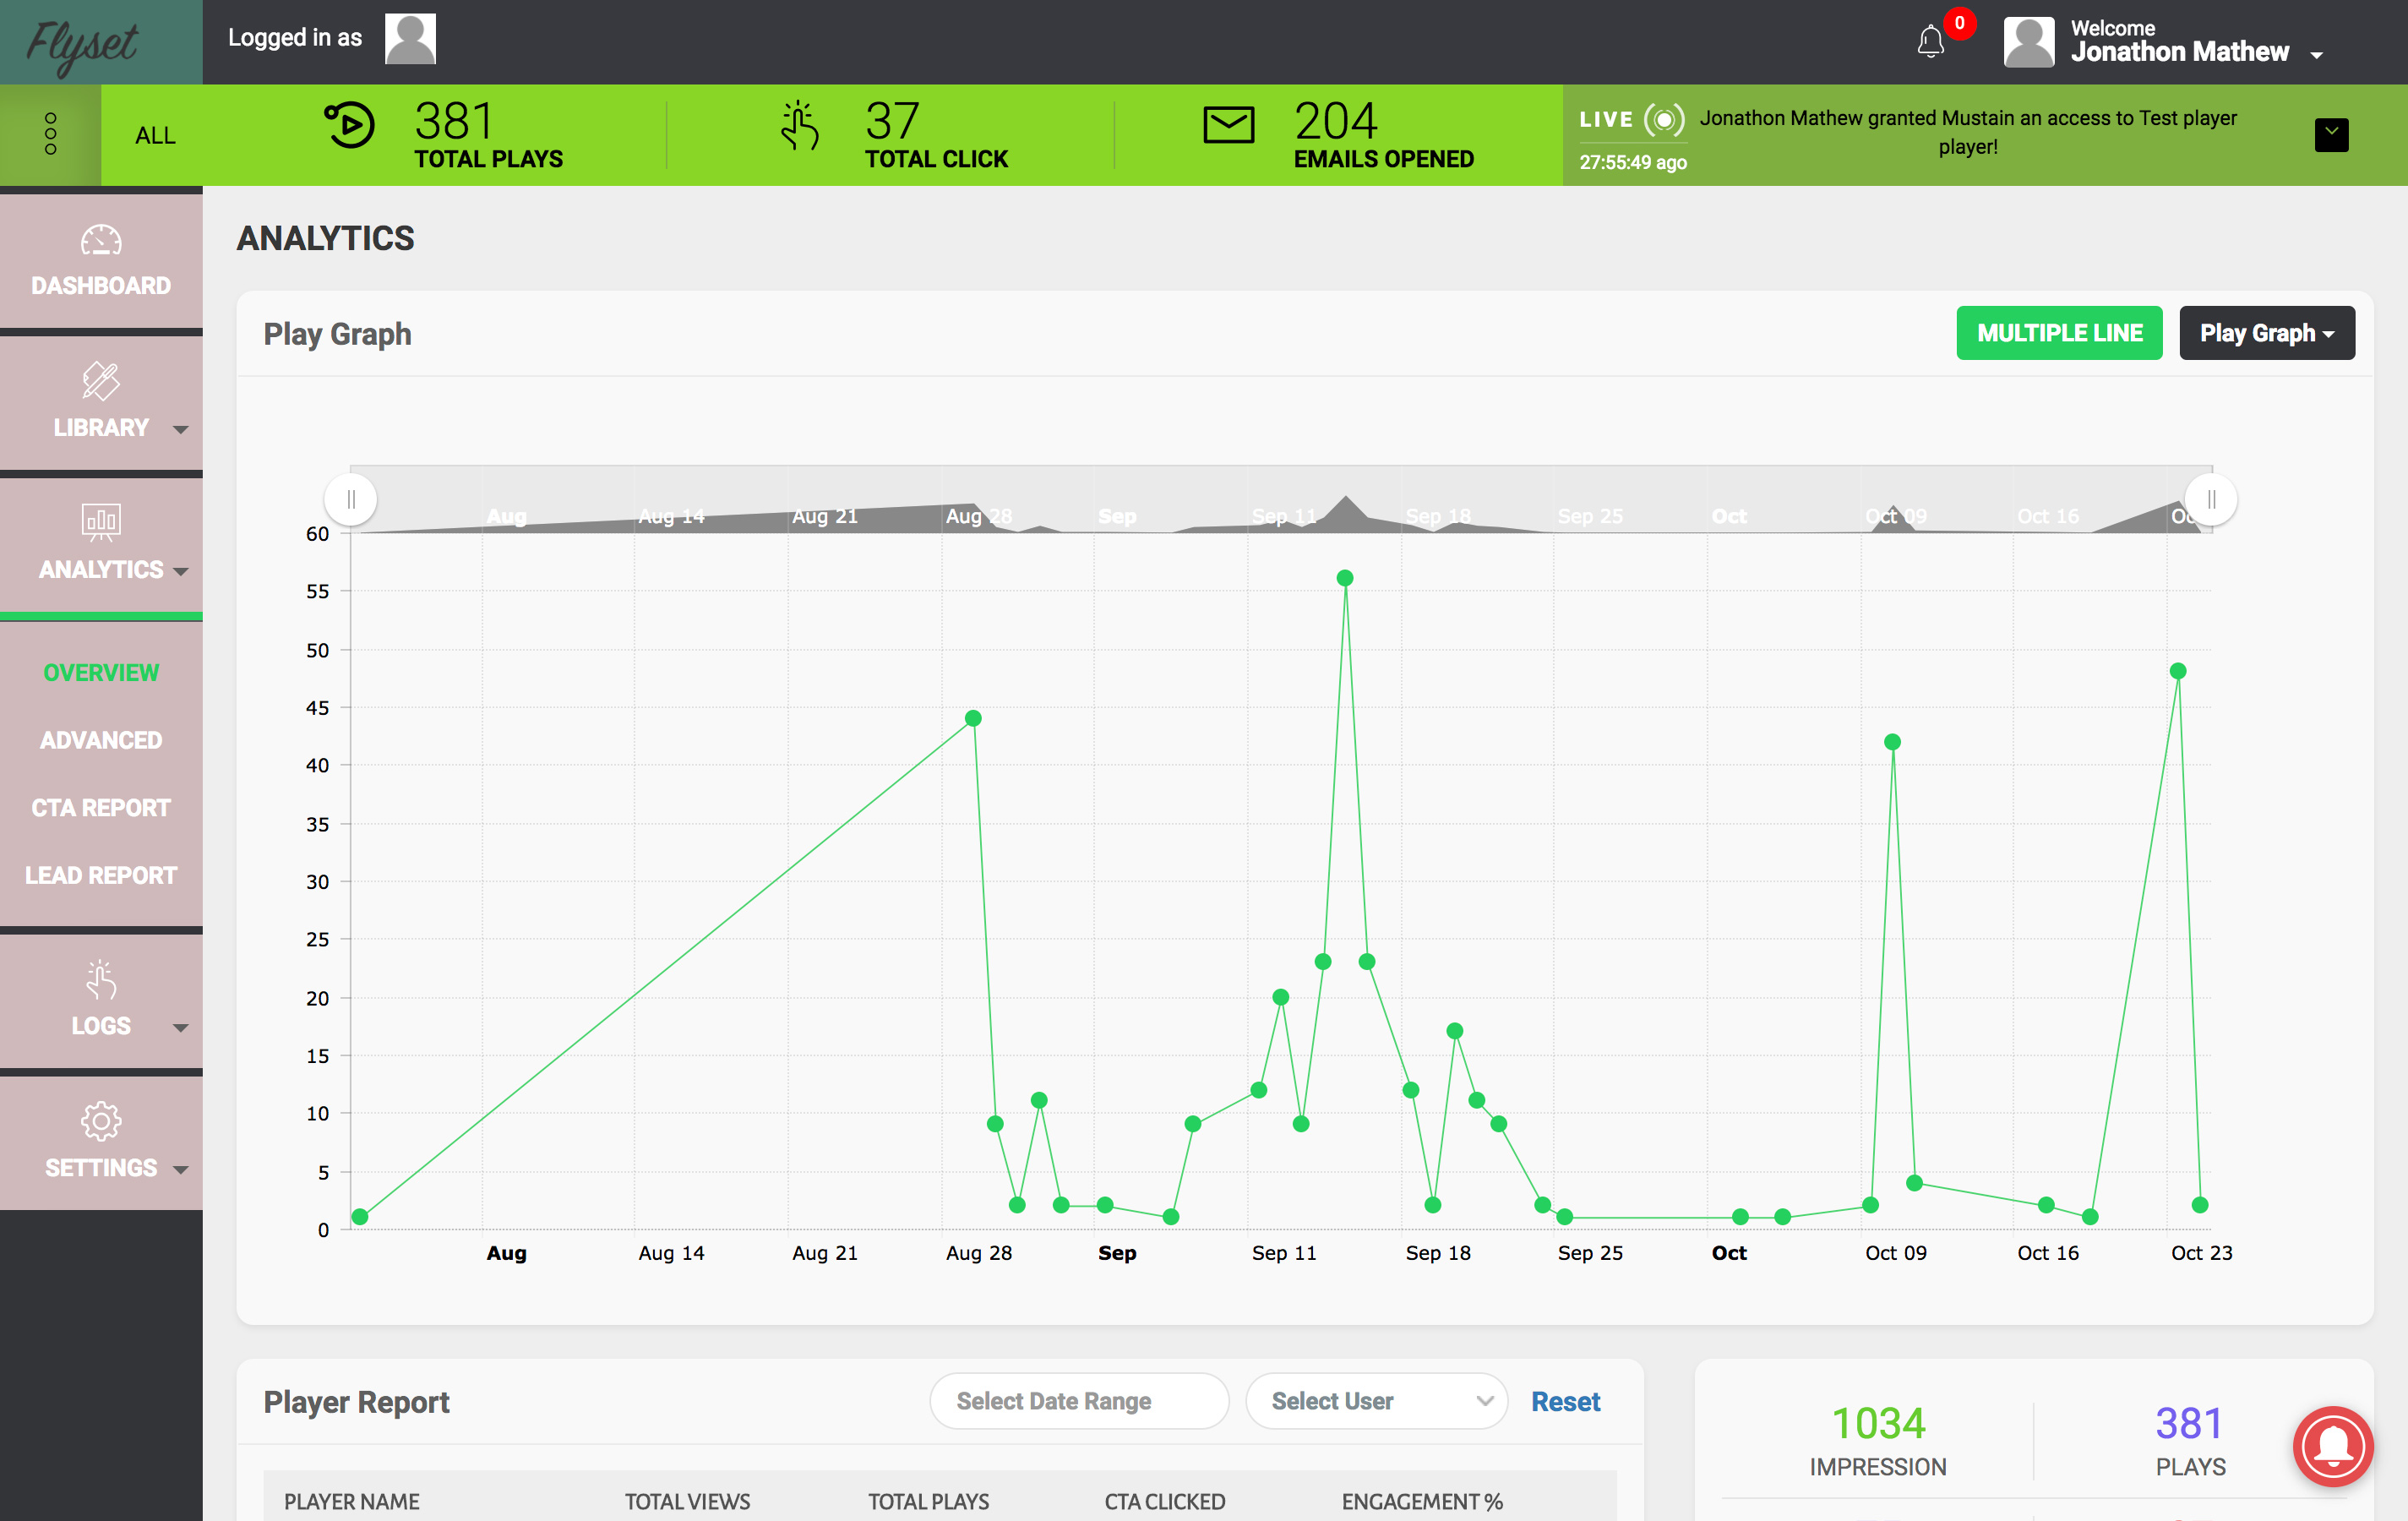 Flyset
Logged in as
0
Welcome
Jonathon Mathew
ALL
381
TOTAL PLAYS
37
TOTAL CLICK
204
EMAILS OPENED
LIVE
27:55:49 ago
Jonathon Mathew granted Mustain an access to Test player
player!
DASHBOARD
LIBRARY
ANALYTICS
OVERVIEW
ADVANCED
CTA REPORT
LEAD REPORT
LOGS
SETTINGS
ANALYTICS
Play Graph
MULTIPLE LINE
Play Graph
Aug
Aug 14
Aug 21
Aug 28
Sep
Sep 11
Sep 18
Sep 25
Oct
Oct 09
Oct 16
60
55
50
45
40
35
30
25
20
15
10
5
0
Aug
Aug 14
Aug 21
Aug 28
Sep
Sep 11
Sep 18
Sep 25
Oct
Oct 09
Oct 16
Oct 23
Player Report
Select Date Range
Select User
Reset
PLAYER NAME
TOTAL VIEWS
TOTAL PLAYS
CTA CLICKED
ENGAGEMENT %
1034
IMPRESSION
381
PLAYS